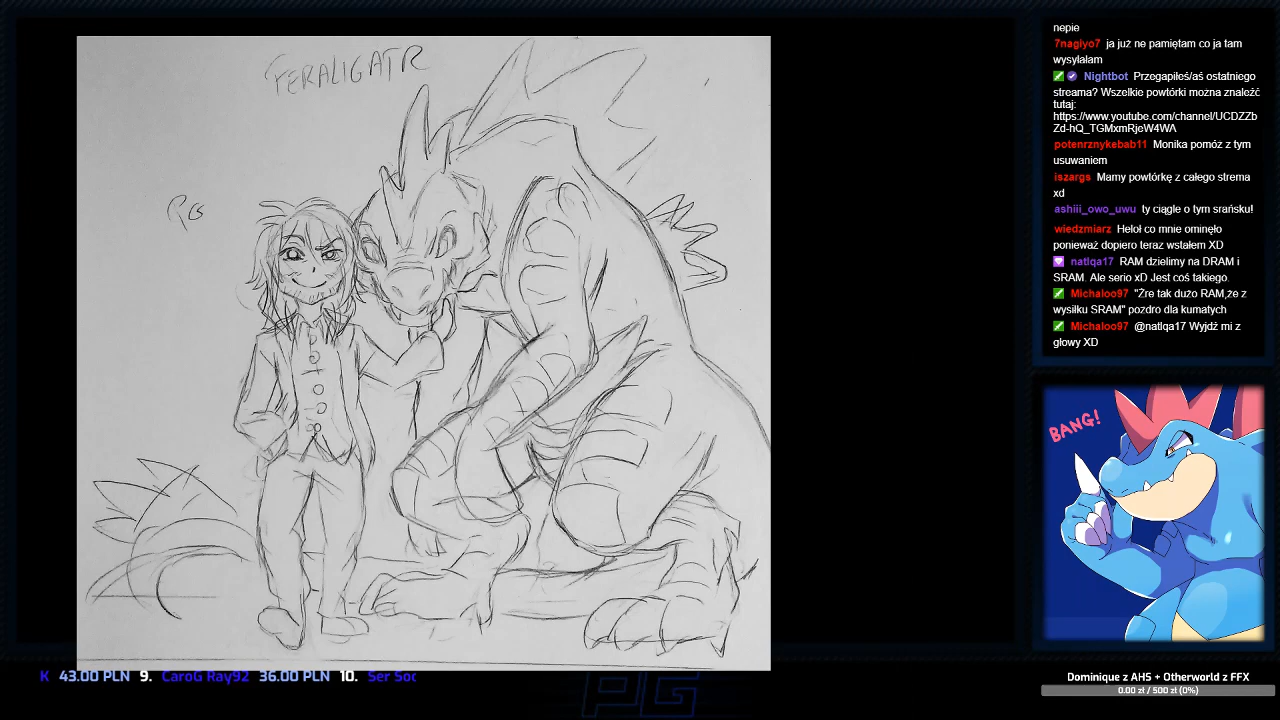 FERALIGATR
PG
nepie
7nagiyo7 ja już ne pamiętam co ja tam
wysyłałam
Nightbot Przegapiłeś/aś ostatniego
streama? Wszelkie powtórki mozna znaleźć
tutaj:
https://www.youtube.com/channel/UCDZZb
Zd-hQ_TGMxmRjeW4WA
potenrznykebab11 Monika pomóż z tym
usuwaniem
iszargs Mamy powtórkę z całego strema
xd
ashiii_owo_uwu ty ciągle o tym srańsku!
wiedzmiarz Heloł co mnie ominęło
ponieważ dopiero teraz wstałem XD
natlqa17 RAM dzielimy na DRAM i
SRAM. Ale serio xD Jest coś takiego.
Michaloo97 "Żre tak dużo RAM,że z
wysiłku SRAM" pozdro dla kumatych
Michaloo97 @natlqa17 Wyjdź mi z
głowy XD
BANG!
K 43.00 PLN 9. CaroG Ray92 36.00 PLN 10. Ser Soc
PG
Dominique z AHS + Otherworld z FFX
0.00 zł / 500 zł (0%)